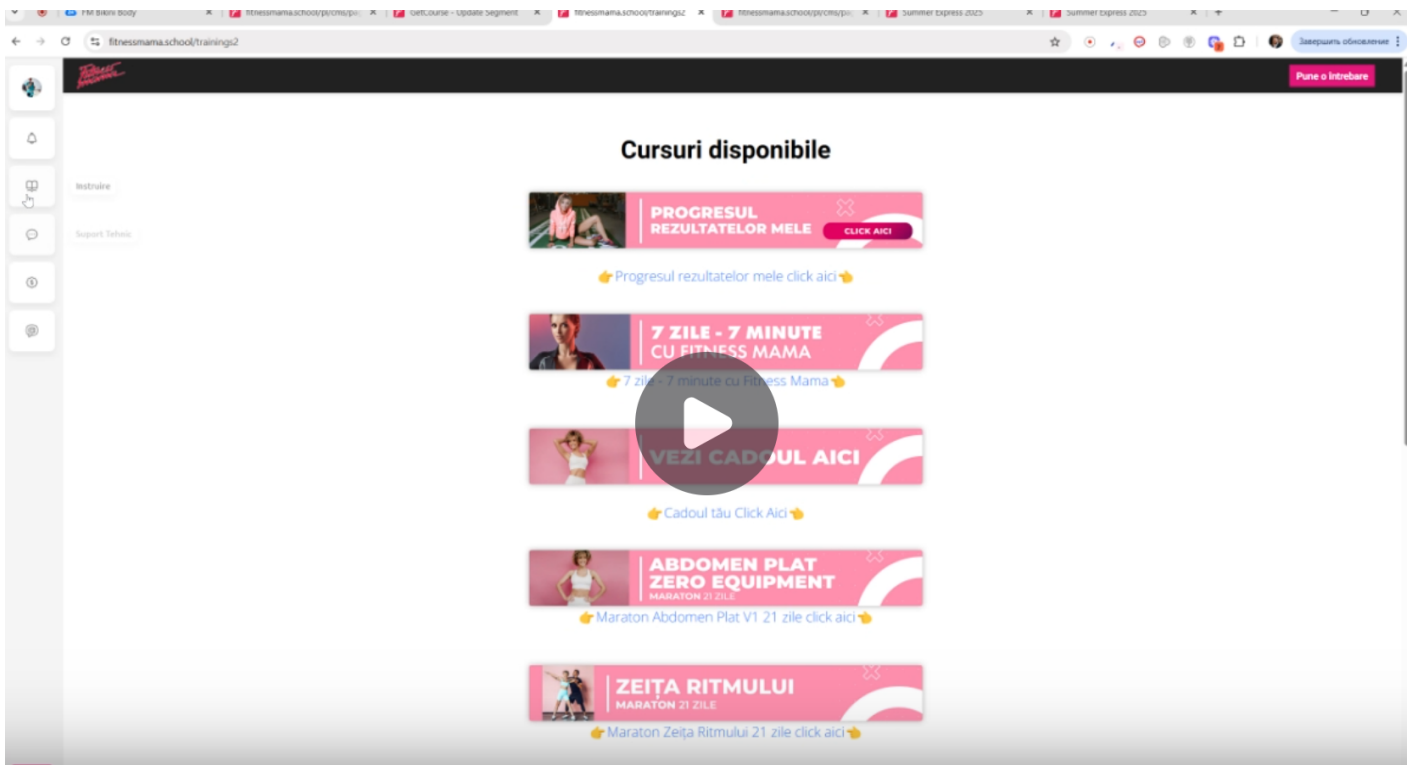 FM Bikini Body
fitnessmama.school/pl/cms/pa
GetCourse - Update Segment
fitnessmama.school/trainings2
fitnessmama.school/pl/cms/pa
Summer Express 2025
Summer Express 2025
fitnessmama.school/trainings2
Завершить обновление
Fitness
Pune o întrebare
Cursuri disponibile
Instruire
PROGRESUL
REZULTATELOR MELE
CLICK AICI
Suport Tehnic
👉Progresul rezultatelor mele click aici👈
7 ZILE - 7 MINUTE
CU FITNESS MAMA
👉7 zile - 7 minute cu Fitness Mama👈
VEZI CADOUL AICI
👉Cadoul tău Click Aici👈
ABDOMEN PLAT
ZERO EQUIPMENT
MARATON 21 ZILE
👉Maraton Abdomen Plat V1 21 zile click aici👈
ZEIȚA RITMULUI
MARATON 21 ZILE
👉Maraton Zeița Ritmului 21 zile click aici👈